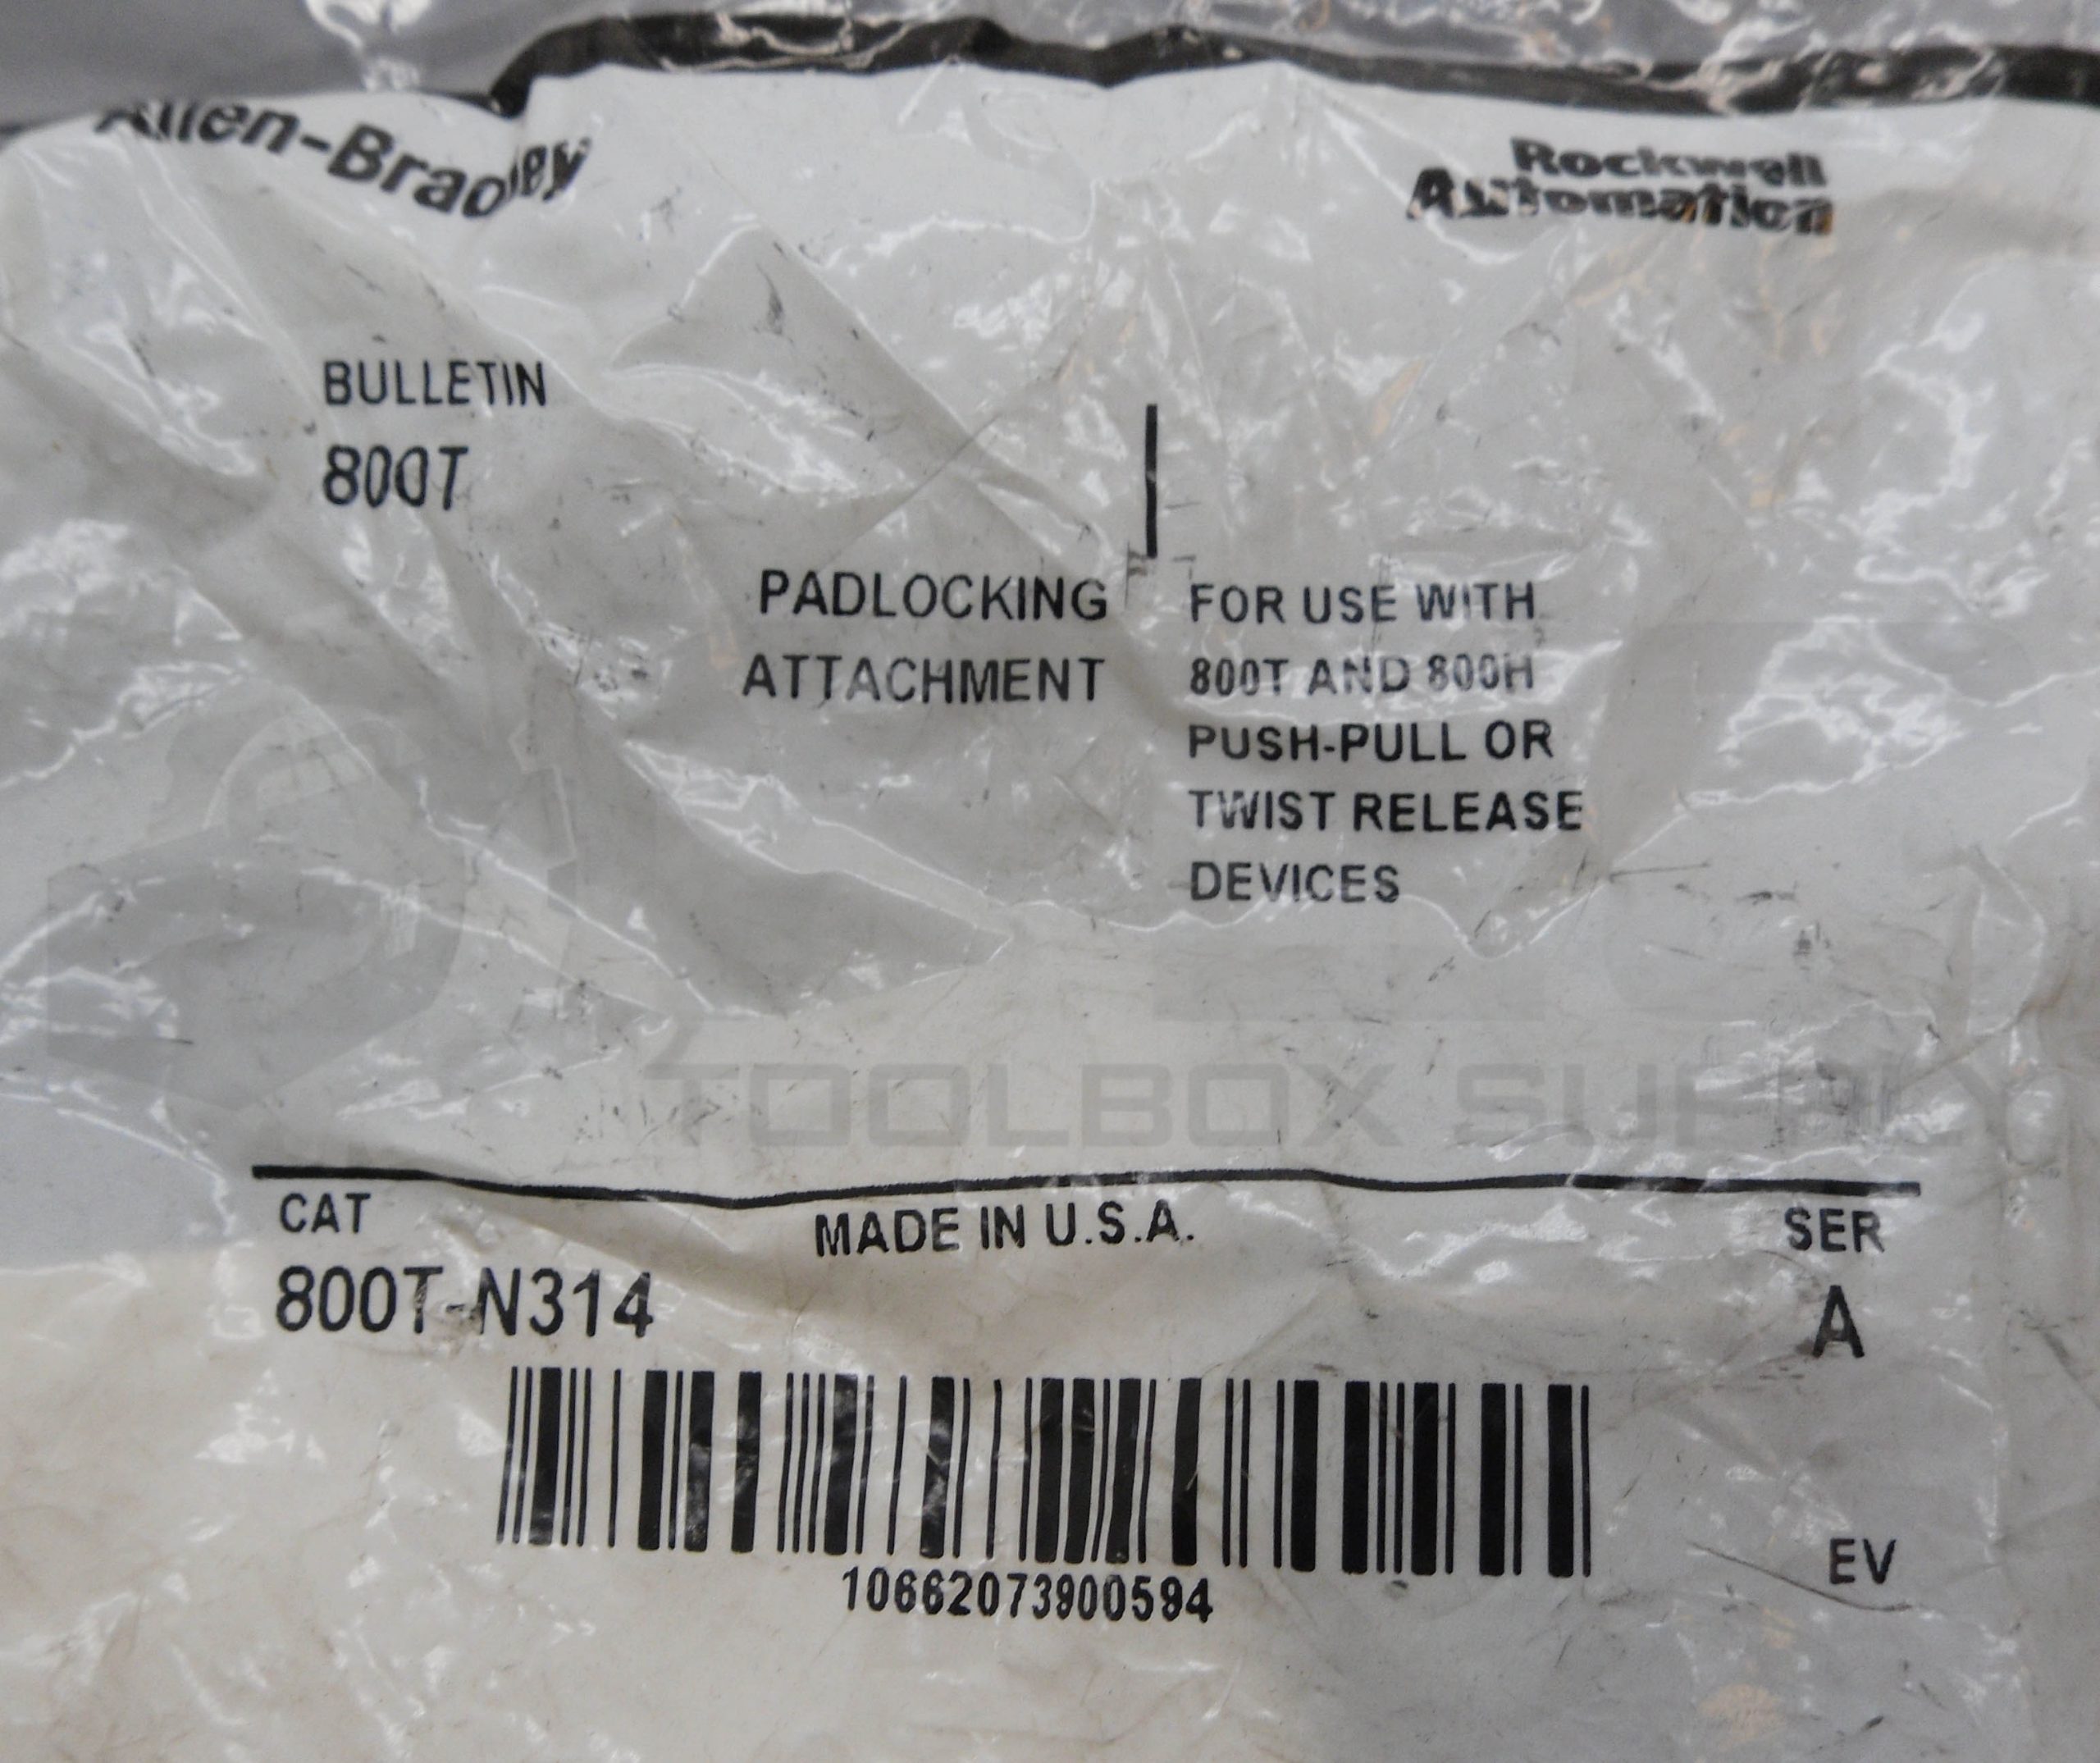 Allen-Bradley
Rockwell
Automation
BULLETIN
800T
PADLOCKING
ATTACHMENT
FOR USE WITH
800T AND 800H
PUSH-PULL OR
TWIST RELEASE
DEVICES
TOOLBOX SUPPLY
CAT
MADE IN U.S.A.
SER
800T-N314
A
10662073900594
EV